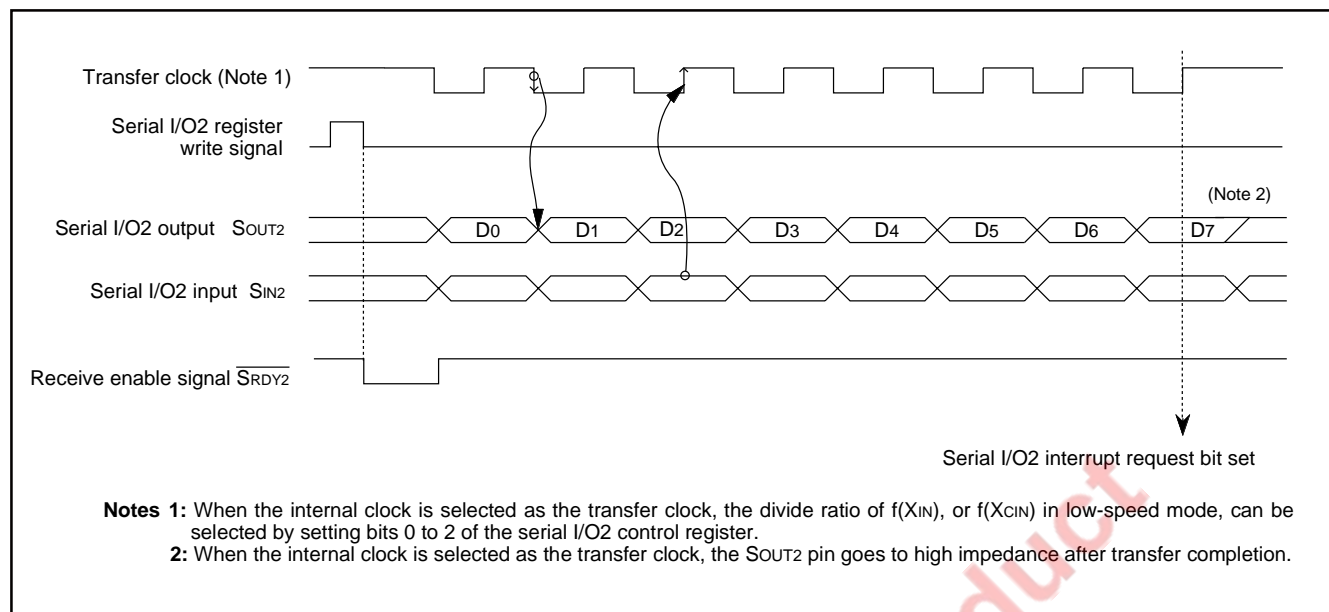 Transfer clock (Note 1)
Serial I/O2 register
write signal
(Note 2)
Serial I/O2 output SOUT2
D0 D1 D2 D3 D4 D5 D6 D7
Serial I/O2 input SIN2
Receive enable signal SRDY2
Serial I/O2 interrupt request bit set
Notes 1: When the internal clock is selected as the transfer clock, the divide ratio of f(XIN), or f(XCIN) in low-speed mode, can be
selected by setting bits 0 to 2 of the serial I/O2 control register.
2: When the internal clock is selected as the transfer clock, the SOUT2 pin goes to high impedance after transfer completion.
duct